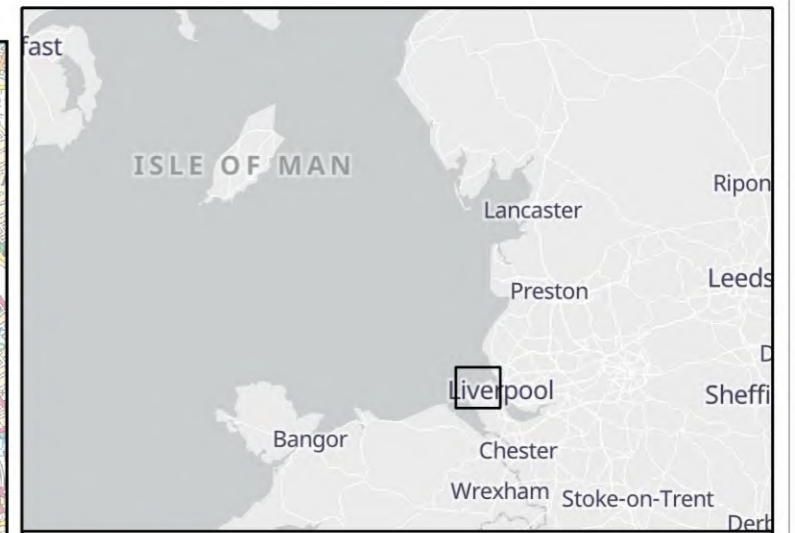 fast
ISLE OF MAN
Ripon
Lancaster
Leeds
Preston
D
Liverpool
Sheffi
Bangor
Chester
Wrexham
Stoke-on-Trent
Derb